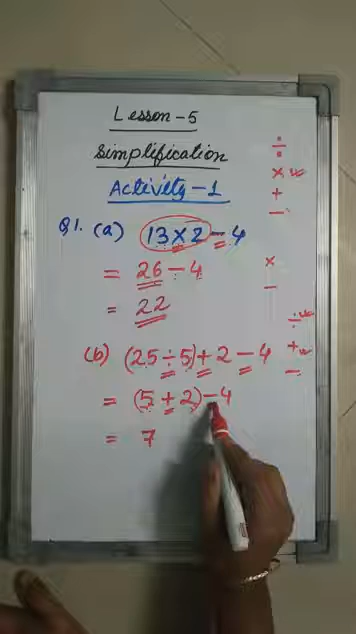 Lesson-5
Simplification
Activity-1
Q1. (a) 13 × 2 - 4
= 26 - 4
= 22
(b) (25 ÷ 5) + 2 - 4
= (5 + 2) - 4
= 7
÷
×
+
-
×
-
÷
+
-